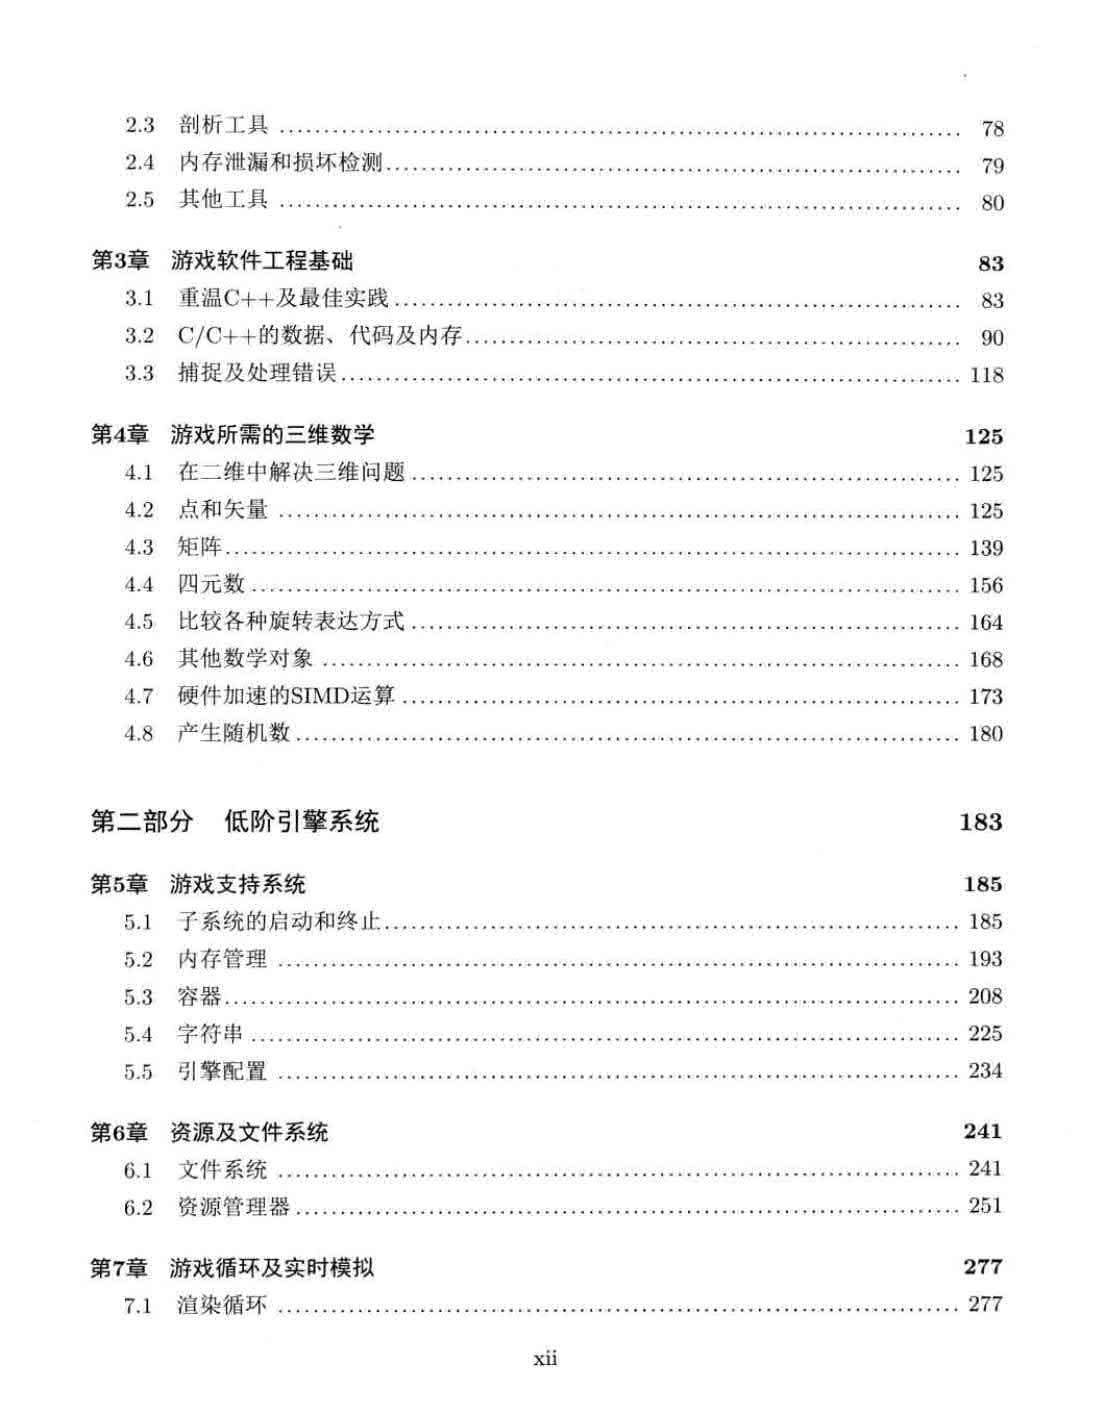 2.3 剖析工具 78
2.4 内存泄漏和损坏检测 79
2.5 其他工具 80
第3章 游戏软件工程基础 83
3.1 重温C++及最佳实践 83
3.2 C/C++的数据、代码及内存 90
3.3 捕捉及处理错误 118
第4章 游戏所需的三维数学 125
4.1 在二维中解决三维问题 125
4.2 点和矢量 125
4.3 矩阵 139
4.4 四元数 156
4.5 比较各种旋转表达方式 164
4.6 其他数学对象 168
4.7 硬件加速的SIMD运算 173
4.8 产生随机数 180
第二部分 低阶引擎系统 183
第5章 游戏支持系统 185
5.1 子系统的启动和终止 185
5.2 内存管理 193
5.3 容器 208
5.4 字符串 225
5.5 引擎配置 234
第6章 资源及文件系统 241
6.1 文件系统 241
6.2 资源管理器 251
第7章 游戏循环及实时模拟 277
7.1 渲染循环 277
xii